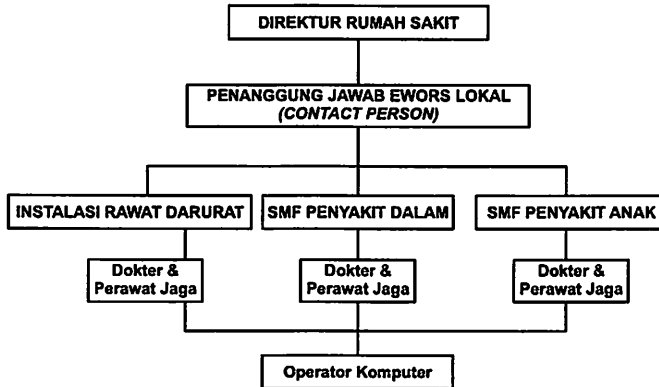 DIREKTUR RUMAH SAKIT
PENANGGUNG JAWAB EWORS LOKAL
(CONTACT PERSON)
INSTALASI RAWAT DARURAT
SMF PENYAKIT DALAM
SMF PENYAKIT ANAK
Dokter &
Perawat Jaga
Dokter &
Perawat Jaga
Dokter &
Perawat Jaga
Operator Komputer